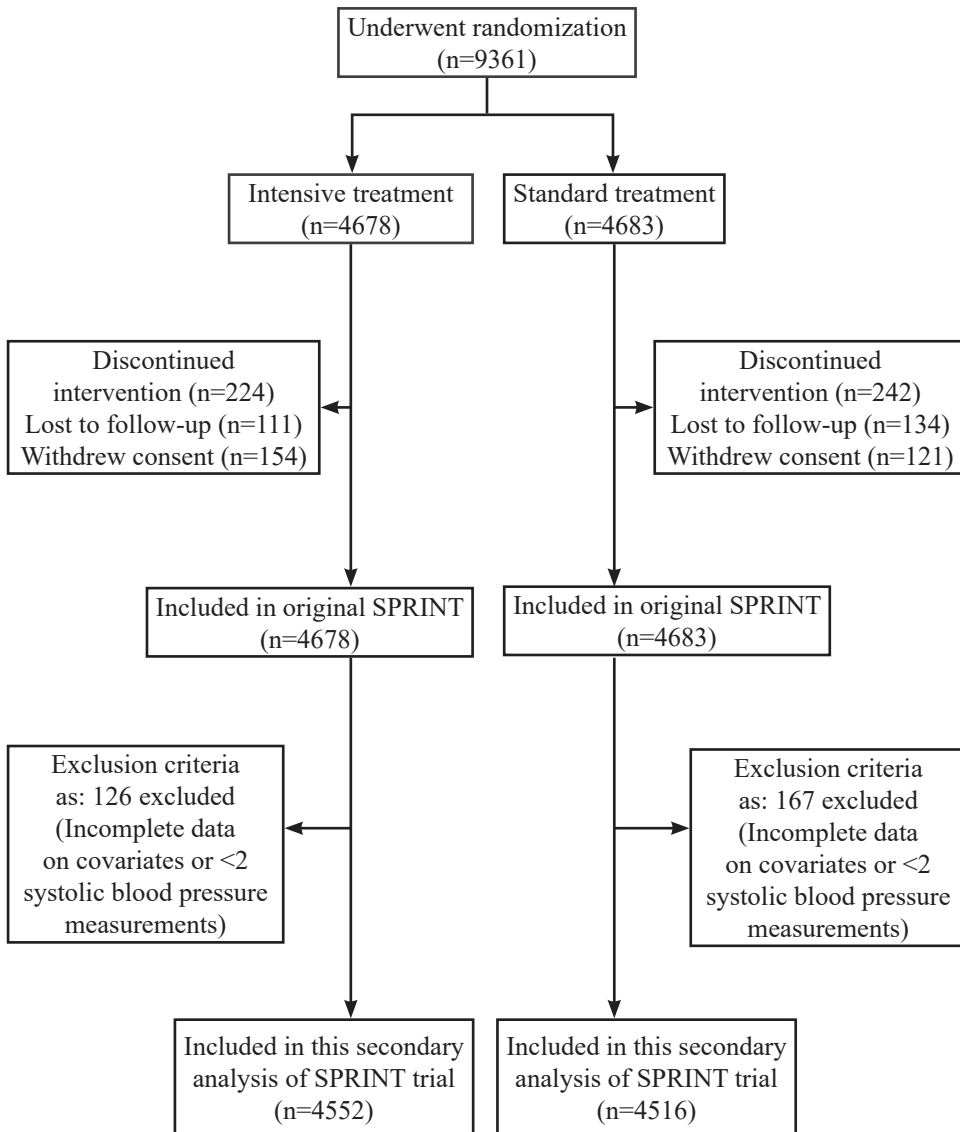 Underwent randomization
(n=9361)
Intensive treatment
(n=4678)
Standard treatment
(n=4683)
Discontinued
intervention (n=224)
Lost to follow-up (n=111)
Withdrew consent (n=154)
Discontinued
intervention (n=242)
Lost to follow-up (n=134)
Withdrew consent (n=121)
Included in original SPRINT
(n=4678)
Included in original SPRINT
(n=4683)
Exclusion criteria
as: 126 excluded
(Incomplete data
on covariates or <2
systolic blood pressure
measurements)
Exclusion criteria
as: 167 excluded
(Incomplete data
on covariates or <2
systolic blood pressure
measurements)
Included in this secondary
analysis of SPRINT trial
(n=4552)
Included in this secondary
analysis of SPRINT trial
(n=4516)